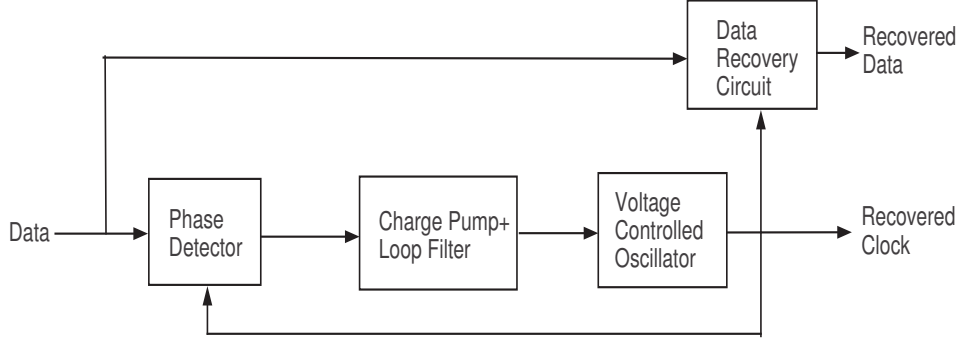 Data
Recovery
Circuit
Recovered
Data
Data
Phase
Detector
Charge Pump+
Loop Filter
Voltage
Controlled
Oscillator
Recovered
Clock